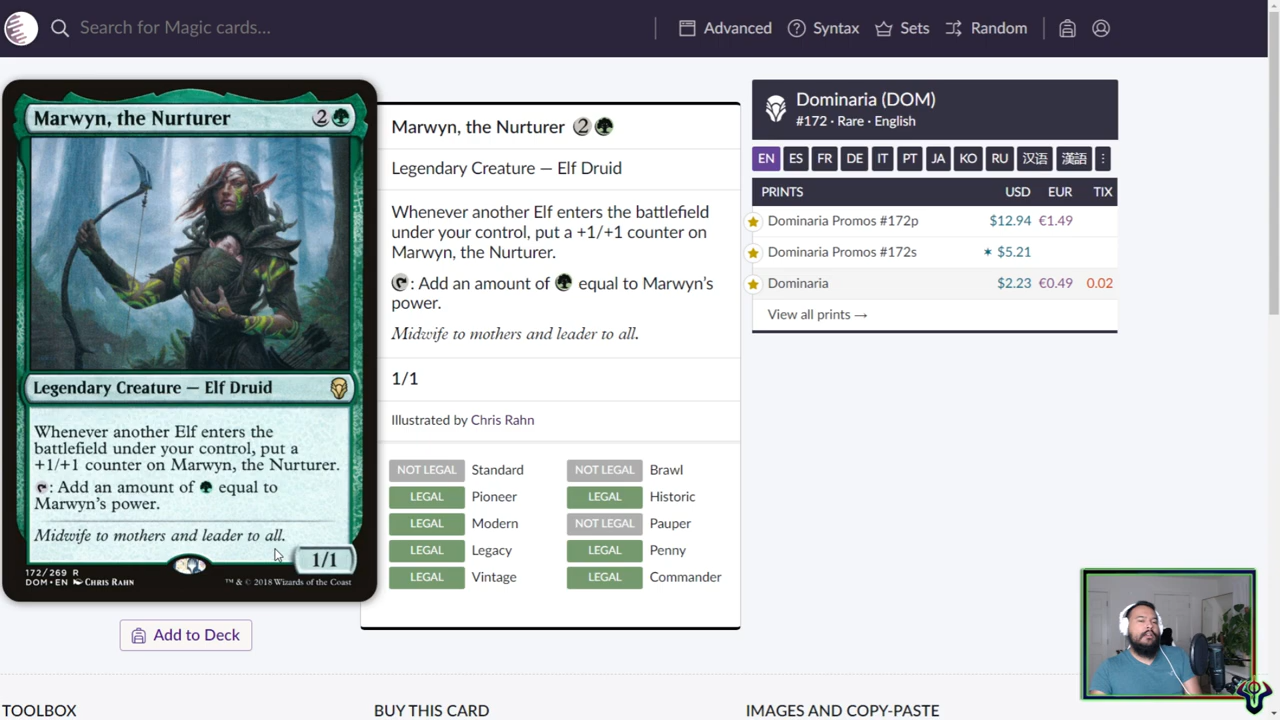 Search for Magic cards...
Advanced
Syntax
Sets
Random
Marwyn, the Nurturer 2
Legendary Creature — Elf Druid
Whenever another Elf enters the
battlefield under your control, put a
+1/+1 counter on Marwyn, the Nurturer.
: Add an amount of equal to
Marwyn's power.
Midwife to mothers and leader to all.
1/1
172/269 R
DOM • EN Chris Rahn
™ & © 2018 Wizards of the Coast
Add to Deck
Marwyn, the Nurturer 2
Legendary Creature — Elf Druid
Whenever another Elf enters the battlefield
under your control, put a +1/+1 counter on
Marwyn, the Nurturer.
: Add an amount of equal to Marwyn's
power.
Midwife to mothers and leader to all.
1/1
Illustrated by Chris Rahn
NOT LEGAL Standard NOT LEGAL Brawl
LEGAL Pioneer LEGAL Historic
LEGAL Modern NOT LEGAL Pauper
LEGAL Legacy LEGAL Penny
LEGAL Vintage LEGAL Commander
Dominaria (DOM)
#172 · Rare · English
EN ES FR DE IT PT JA KO RU 汉语 漢語
PRINTS USD EUR TIX
Dominaria Promos #172p $12.94 €1.49
Dominaria Promos #172s ✶ $5.21
Dominaria $2.23 €0.49 0.02
View all prints →
TOOLBOX
BUY THIS CARD
IMAGES AND COPY-PASTE